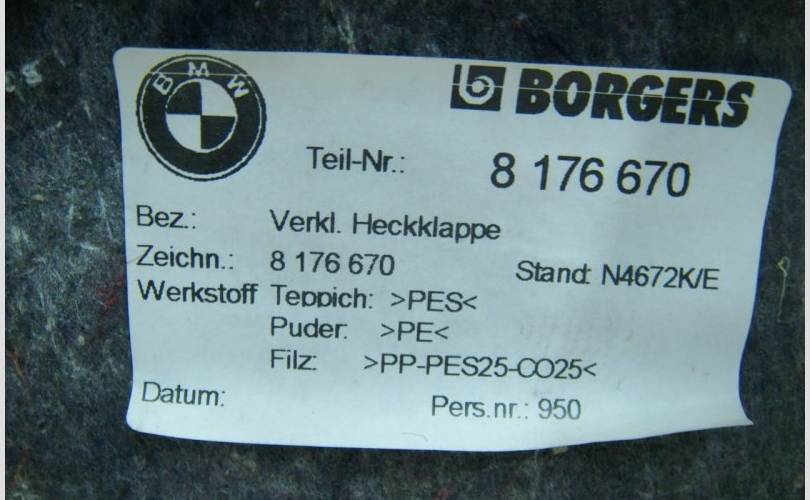 BMW
BORGERS
Teil-Nr.: 8 176 670
Bez.: Verkl. Heckklappe
Zeichn.: 8 176 670 Stand: N4672K/E
Werkstoff Teppich: >PES<
Puder: >PE<
Filz: >PP-PES25-CO25<
Datum: Pers.nr.: 950